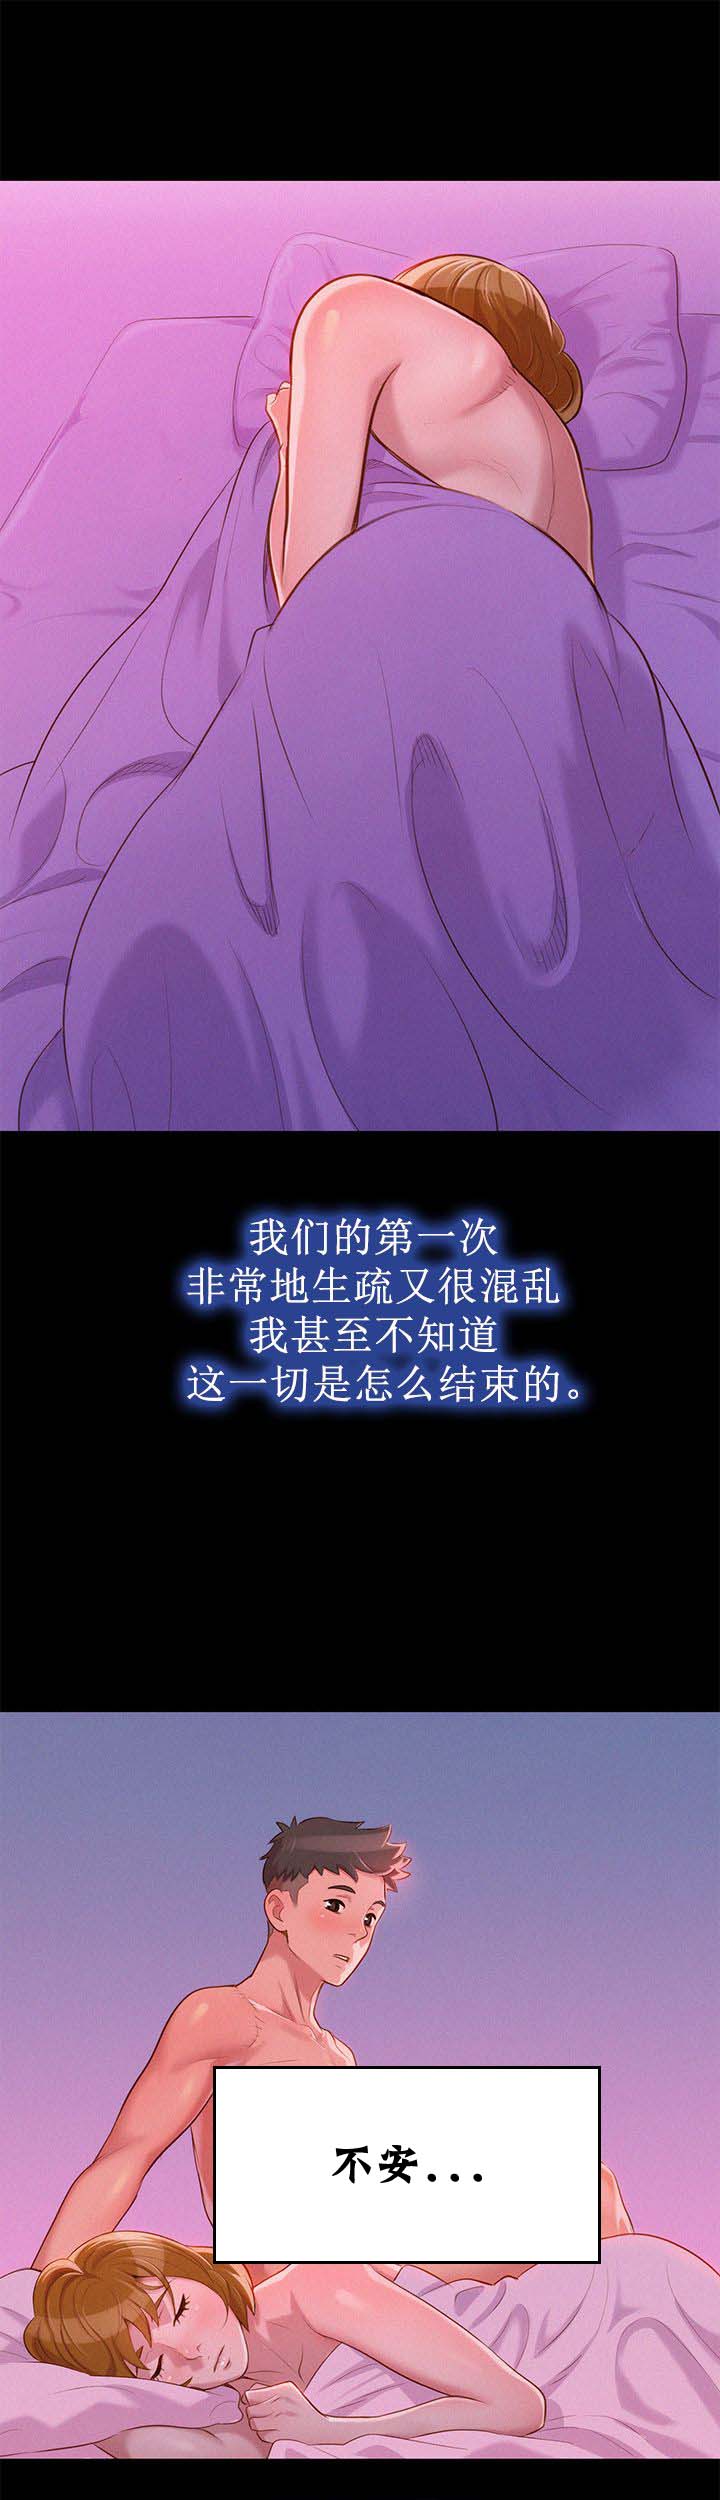 我们的第一次
非常地生疏又很混乱
我甚至不知道
这一切是怎么结束的。
不安...